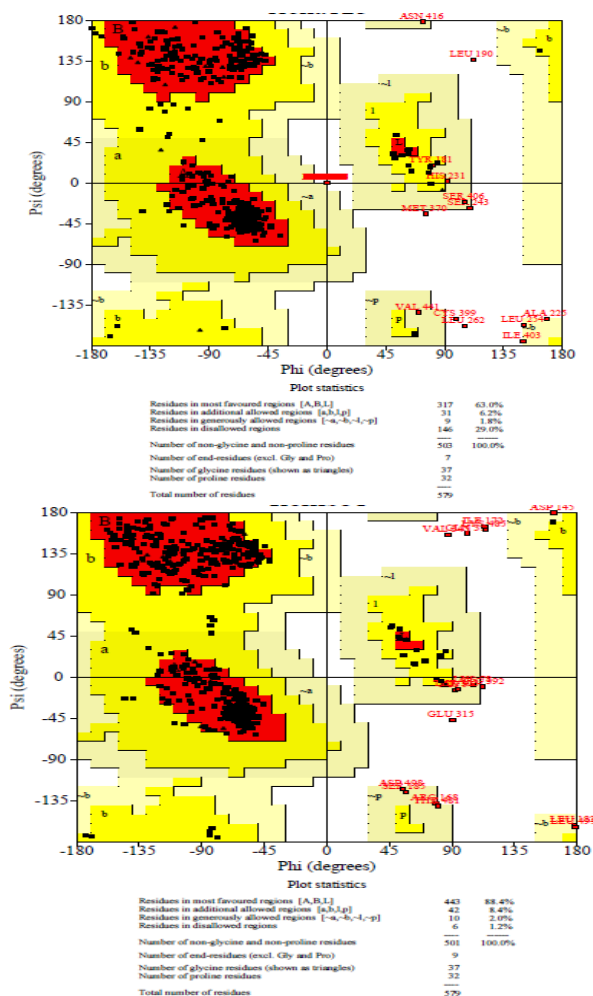 180
B
ASN 416
b
~b
LEU 190
135
b
~b
90
~l
l
45
L
a
TYR 181
HIS 231
0
SER 406
~a
MET 370
-45
-90
~b
~p
-135
VAL 441
CYS 399
LEU 254
ALA 225
b
p
LEU 262
~b
ILE 403
-180
-180 -135 -90 -45 0 45 90 135 180
Psi (degrees)
Phi (degrees)
Plot statistics
Residues in most favoured regions [A,B,L] 317 63.0%
Residues in additional allowed regions [a,b,l,p] 31 6.2%
Residues in generously allowed regions [~a,~b,~l,~p] 9 1.8%
Residues in disallowed regions 146 29.0%
Number of non-glycine and non-proline residues 503 100.0%
Number of end-residues (excl. Gly and Pro) 7
Number of glycine residues (shown as triangles) 37
Number of proline residues 32
Total number of residues 579
180
B
ASP 145
b
~b
135
b
~b
90
~l
l
45
a
0
~a
-45
GLU 315
-90
~b
~p
ASP 498
-135
ARG 168
b
p
~b
-180
-180 -135 -90 -45 0 45 90 135 180
Psi (degrees)
Phi (degrees)
Plot statistics
Residues in most favoured regions [A,B,L] 443 88.4%
Residues in additional allowed regions [a,b,l,p] 42 8.4%
Residues in generously allowed regions [~a,~b,~l,~p] 10 2.0%
Residues in disallowed regions 6 1.2%
Number of non-glycine and non-proline residues 501 100.0%
Number of end-residues (excl. Gly and Pro) 9
Number of glycine residues (shown as triangles) 37
Number of proline residues 32
Total number of residues 579